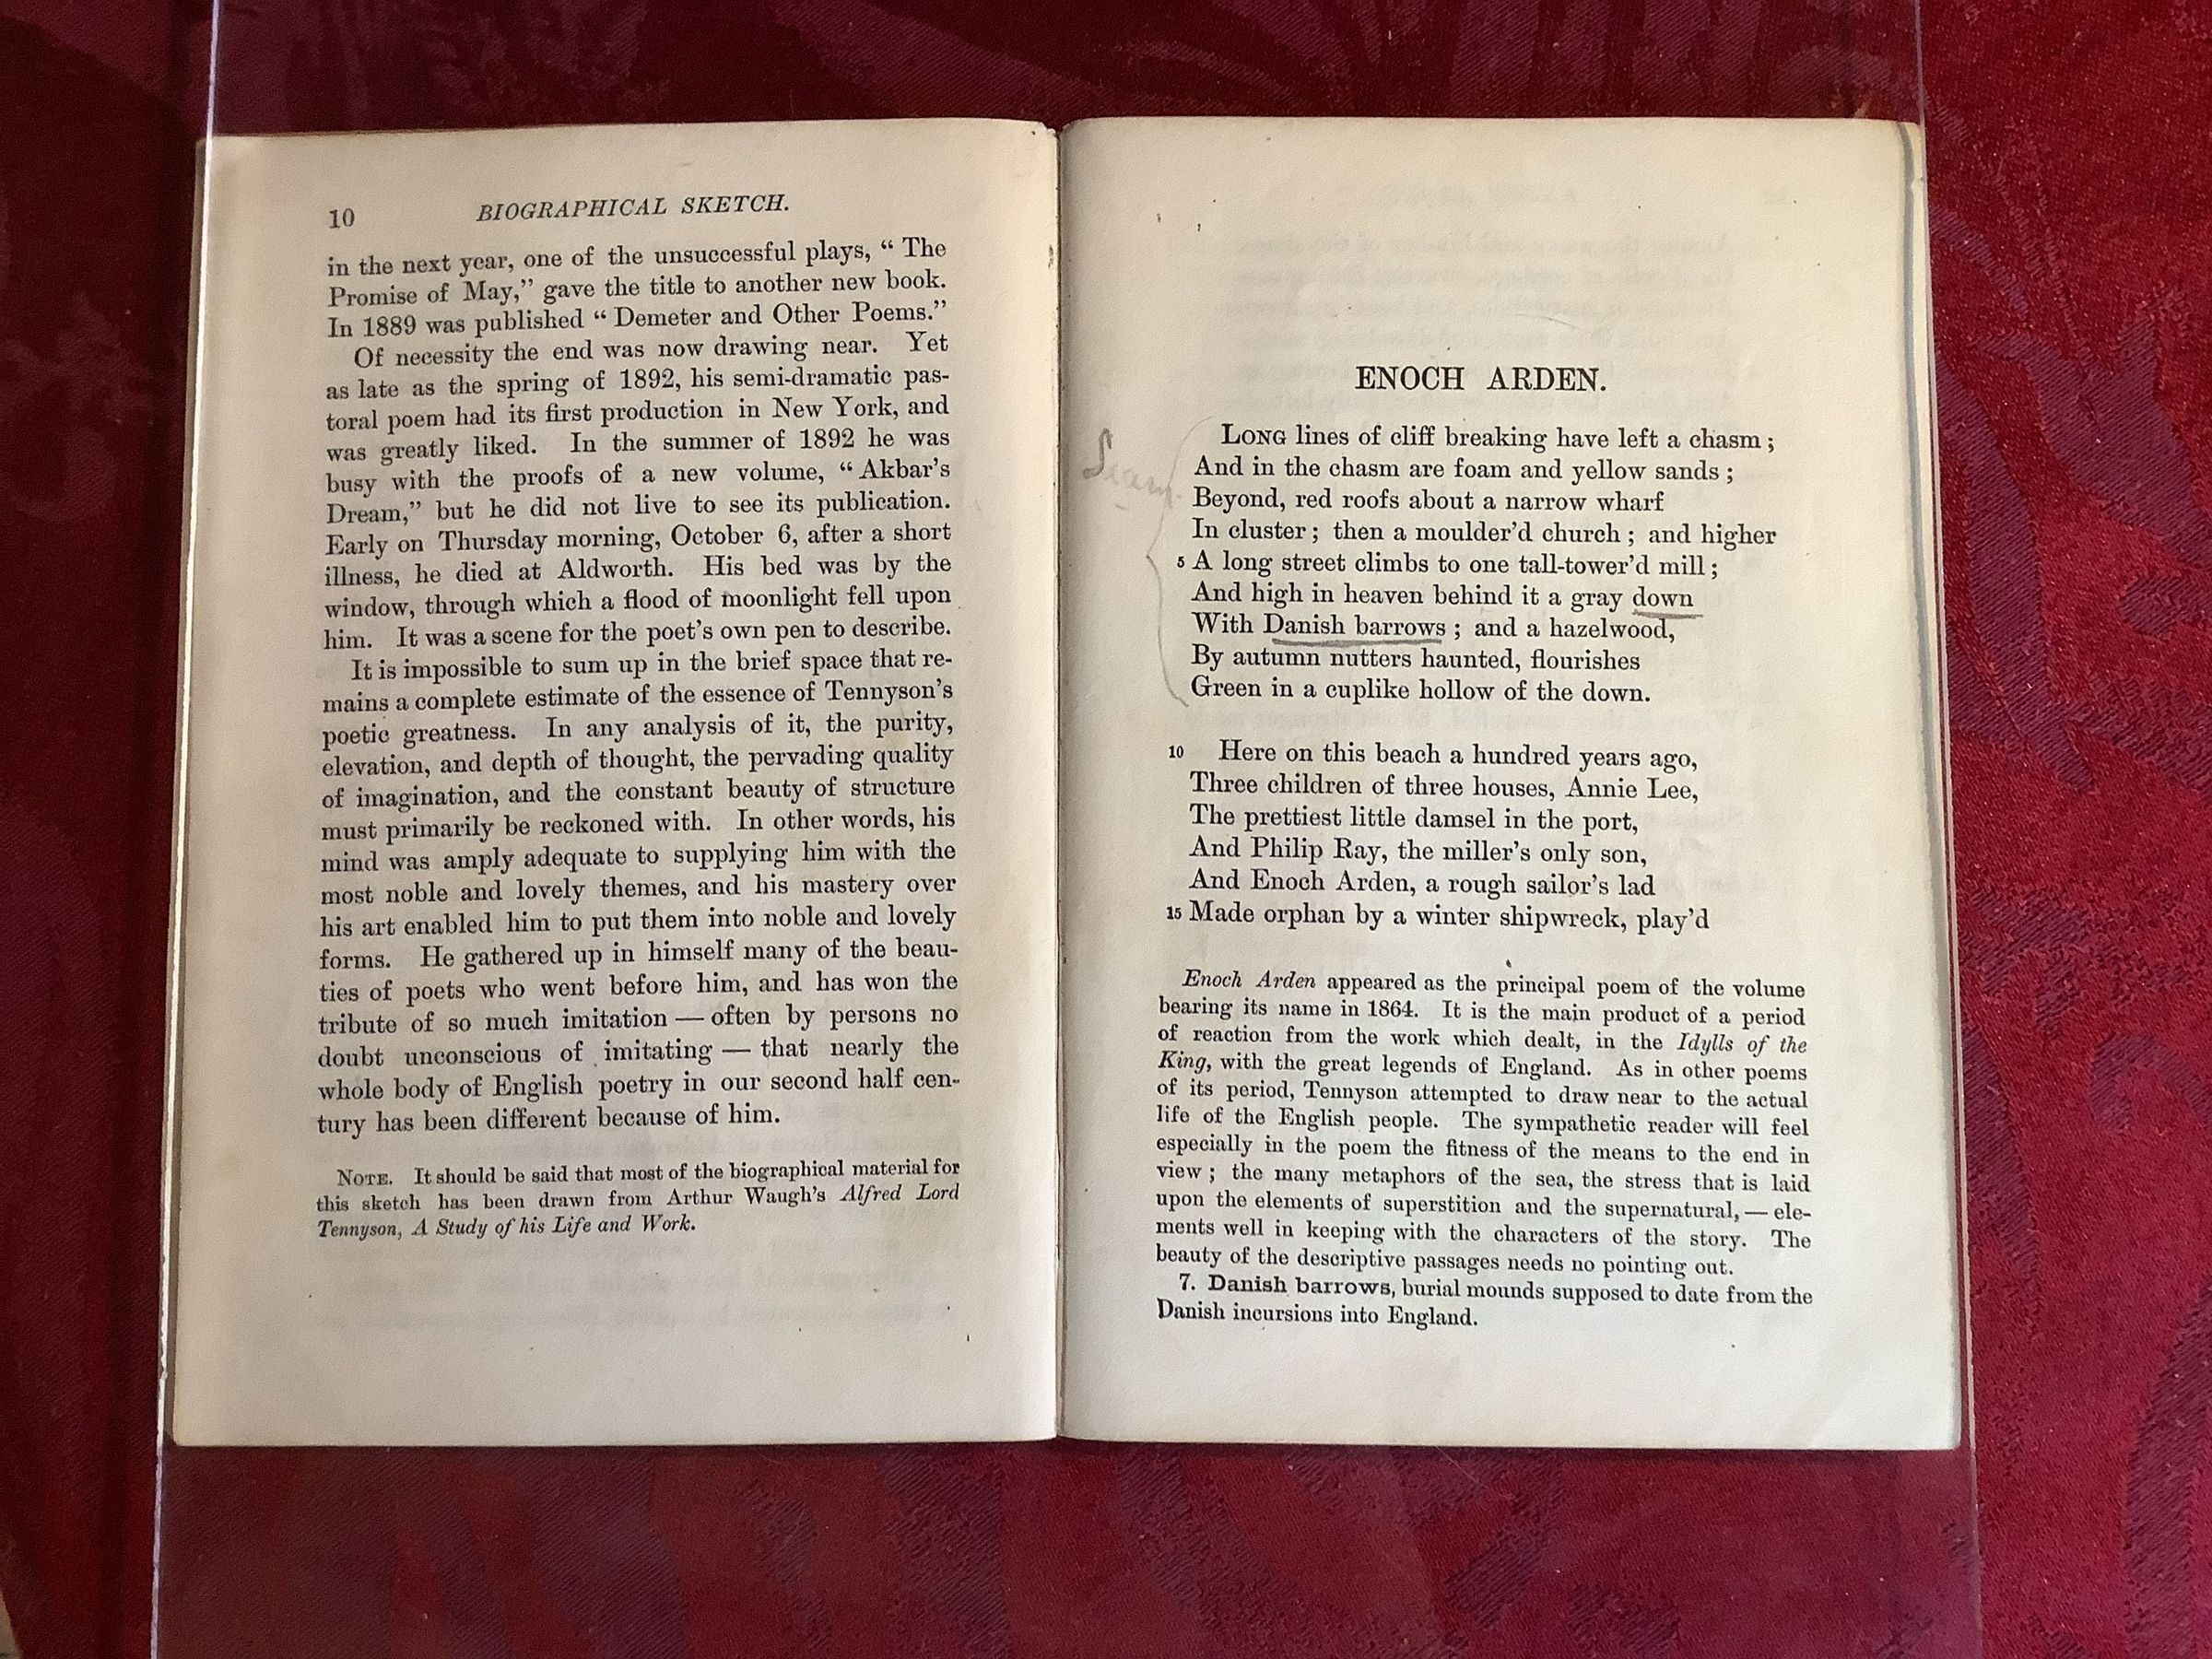 10 BIOGRAPHICAL SKETCH.
in the next year, one of the unsuccessful plays, “ The
Promise of May,” gave the title to another new book.
In 1889 was published “ Demeter and Other Poems.”
Of necessity the end was now drawing near. Yet
as late as the spring of 1892, his semi-dramatic pas-
toral poem had its first production in New York, and
was greatly liked. In the summer of 1892 he was
busy with the proofs of a new volume, “ Akbar's
Dream,” but he did not live to see its publication.
Early on Thursday morning, October 6, after a short
illness, he died at Aldworth. His bed was by the
window, through which a flood of moonlight fell upon
him. It was a scene for the poet's own pen to describe.
It is impossible to sum up in the brief space that re-
mains a complete estimate of the essence of Tennyson's
poetic greatness. In any analysis of it, the purity,
elevation, and depth of thought, the pervading quality
of imagination, and the constant beauty of structure
must primarily be reckoned with. In other words, his
mind was amply adequate to supplying him with the
most noble and lovely themes, and his mastery over
his art enabled him to put them into noble and lovely
forms. He gathered up in himself many of the beau-
ties of poets who went before him, and has won the
tribute of so much imitation — often by persons no
doubt unconscious of imitating — that nearly the
whole body of English poetry in our second half cen-
tury has been different because of him.
NOTE. It should be said that most of the biographical material for
this sketch has been drawn from Arthur Waugh's Alfred Lord
Tennyson, A Study of his Life and Work.
ENOCH ARDEN.
LONG lines of cliff breaking have left a chasm ;
And in the chasm are foam and yellow sands ;
Beyond, red roofs about a narrow wharf
In cluster ; then a moulder'd church ; and higher
5 A long street climbs to one tall-tower'd mill ;
And high in heaven behind it a gray down
With Danish barrows ; and a hazelwood,
By autumn nutters haunted, flourishes
Green in a cuplike hollow of the down.
10 Here on this beach a hundred years ago,
Three children of three houses, Annie Lee,
The prettiest little damsel in the port,
And Philip Ray, the miller's only son,
And Enoch Arden, a rough sailor's lad
15 Made orphan by a winter shipwreck, play'd
Enoch Arden appeared as the principal poem of the volume
bearing its name in 1864. It is the main product of a period
of reaction from the work which dealt, in the Idylls of the
King, with the great legends of England. As in other poems
of its period, Tennyson attempted to draw near to the actual
life of the English people. The sympathetic reader will feel
especially in the poem the fitness of the means to the end in
view ; the many metaphors of the sea, the stress that is laid
upon the elements of superstition and the supernatural, — ele-
ments well in keeping with the characters of the story. The
beauty of the descriptive passages needs no pointing out.
7. Danish barrows, burial mounds supposed to date from the
Danish incursions into England.